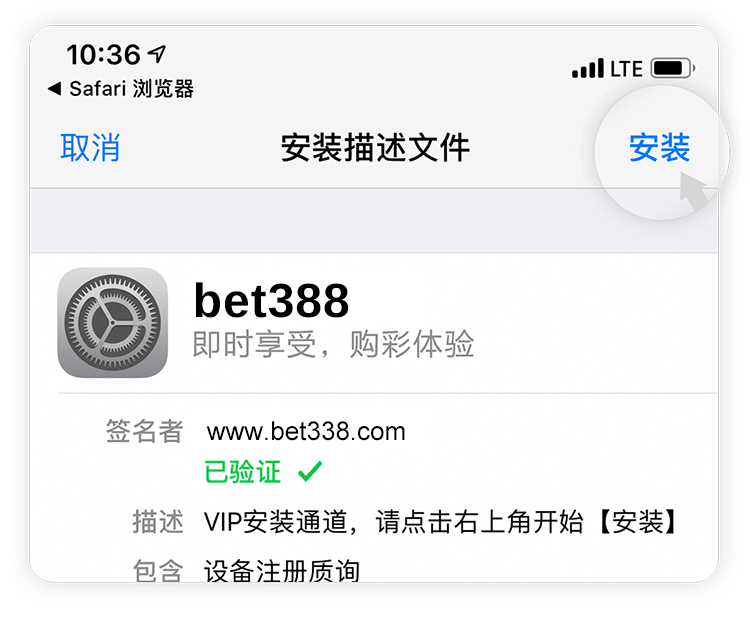 10:36
LTE
Safari 浏览器
取消 安装描述文件 安装
bet388
即时享受，购彩体验
签名者 www.bet338.com
已验证
描述 VIP安装通道，请点击右上角开始【安装】
包含 设备注册质询